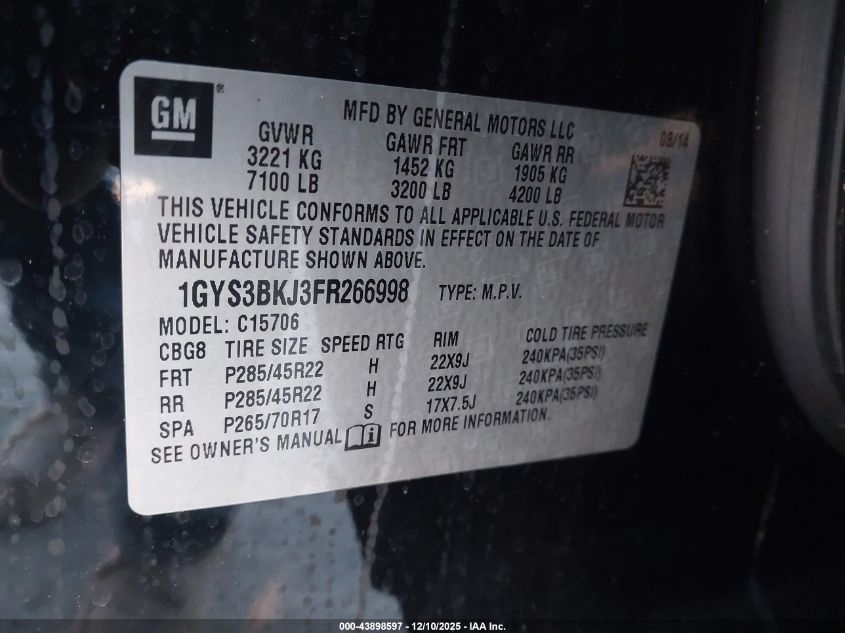 GM®
MFD BY GENERAL MOTORS LLC
08/14
GVWR GAWR FRT GAWR RR
3221 KG 1452 KG 1905 KG
7100 LB 3200 LB 4200 LB
THIS VEHICLE CONFORMS TO ALL APPLICABLE U.S. FEDERAL MOTOR
VEHICLE SAFETY STANDARDS IN EFFECT ON THE DATE OF
MANUFACTURE SHOWN ABOVE.
1GYS3BKJ3FR266998 TYPE: M.P.V.
MODEL: C15706
CBG8 TIRE SIZE SPEED RTG RIM COLD TIRE PRESSURE
FRT P285/45R22 H 22X9J 240KPA(35PSI)
RR P285/45R22 H 22X9J 240KPA(35PSI)
SPA P265/70R17 S 17X7.5J 240KPA(35PSI)
SEE OWNER'S MANUAL FOR MORE INFORMATION.
000-43898597 - 12/10/2025 - IAA Inc.